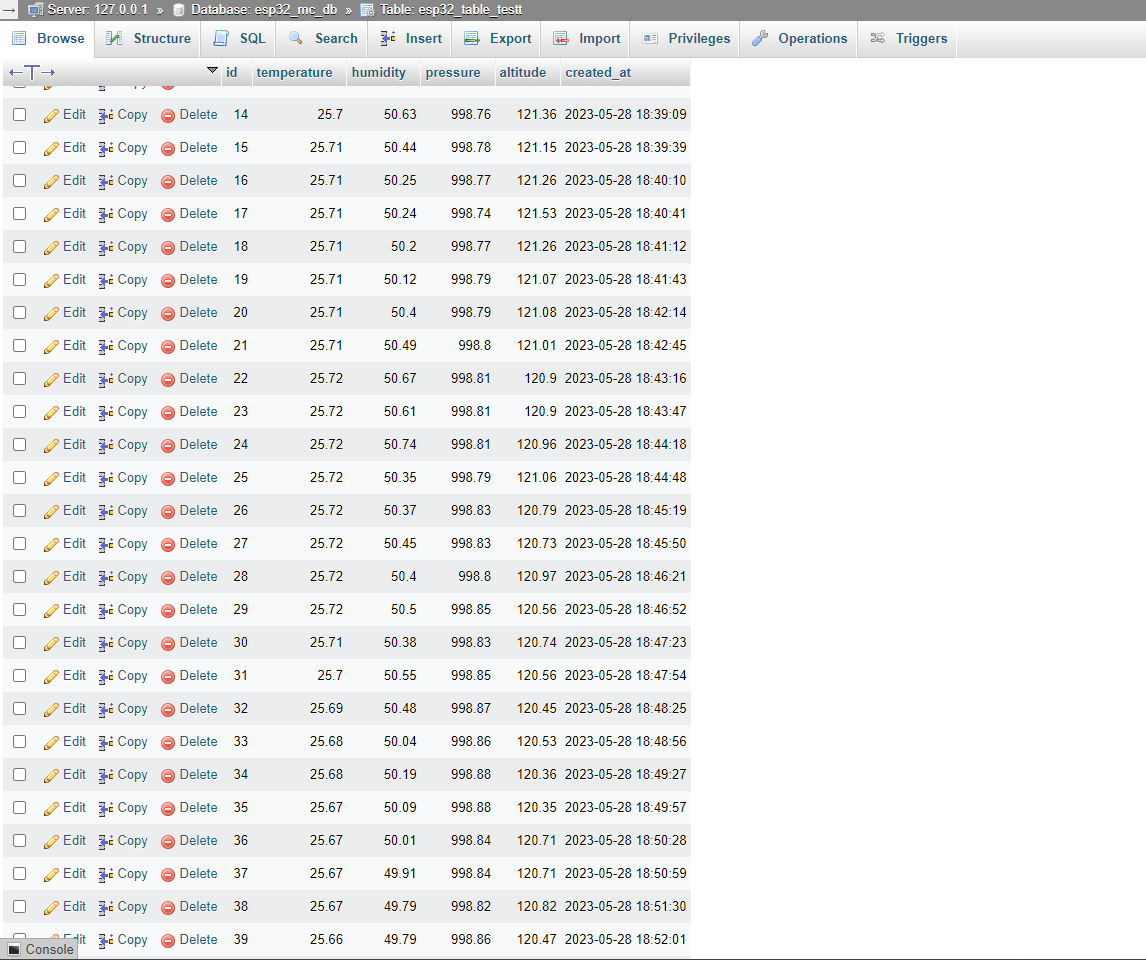 Server: 127.0.0.1 » Database: esp32_mc_db » Table: esp32_table_testt
Browse Structure SQL Search Insert Export Import Privileges Operations Triggers
←T→ id temperature humidity pressure altitude created_at
Edit Copy Delete 14 25.7 50.63 998.76 121.36 2023-05-28 18:39:09
Edit Copy Delete 15 25.71 50.44 998.78 121.15 2023-05-28 18:39:39
Edit Copy Delete 16 25.71 50.25 998.77 121.26 2023-05-28 18:40:10
Edit Copy Delete 17 25.71 50.24 998.74 121.53 2023-05-28 18:40:41
Edit Copy Delete 18 25.71 50.2 998.77 121.26 2023-05-28 18:41:12
Edit Copy Delete 19 25.71 50.12 998.79 121.07 2023-05-28 18:41:43
Edit Copy Delete 20 25.71 50.4 998.79 121.08 2023-05-28 18:42:14
Edit Copy Delete 21 25.71 50.49 998.8 121.01 2023-05-28 18:42:45
Edit Copy Delete 22 25.72 50.67 998.81 120.9 2023-05-28 18:43:16
Edit Copy Delete 23 25.72 50.61 998.81 120.9 2023-05-28 18:43:47
Edit Copy Delete 24 25.72 50.74 998.81 120.96 2023-05-28 18:44:18
Edit Copy Delete 25 25.72 50.35 998.79 121.06 2023-05-28 18:44:48
Edit Copy Delete 26 25.72 50.37 998.83 120.79 2023-05-28 18:45:19
Edit Copy Delete 27 25.72 50.45 998.83 120.73 2023-05-28 18:45:50
Edit Copy Delete 28 25.72 50.4 998.8 120.97 2023-05-28 18:46:21
Edit Copy Delete 29 25.72 50.5 998.85 120.56 2023-05-28 18:46:52
Edit Copy Delete 30 25.71 50.38 998.83 120.74 2023-05-28 18:47:23
Edit Copy Delete 31 25.7 50.55 998.85 120.56 2023-05-28 18:47:54
Edit Copy Delete 32 25.69 50.48 998.87 120.45 2023-05-28 18:48:25
Edit Copy Delete 33 25.68 50.04 998.86 120.53 2023-05-28 18:48:56
Edit Copy Delete 34 25.68 50.19 998.88 120.36 2023-05-28 18:49:27
Edit Copy Delete 35 25.67 50.09 998.88 120.35 2023-05-28 18:49:57
Edit Copy Delete 36 25.67 50.01 998.84 120.71 2023-05-28 18:50:28
Edit Copy Delete 37 25.67 49.91 998.84 120.71 2023-05-28 18:50:59
Edit Copy Delete 38 25.67 49.79 998.82 120.82 2023-05-28 18:51:30
Copy Delete 39 25.66 49.79 998.86 120.47 2023-05-28 18:52:01
Console